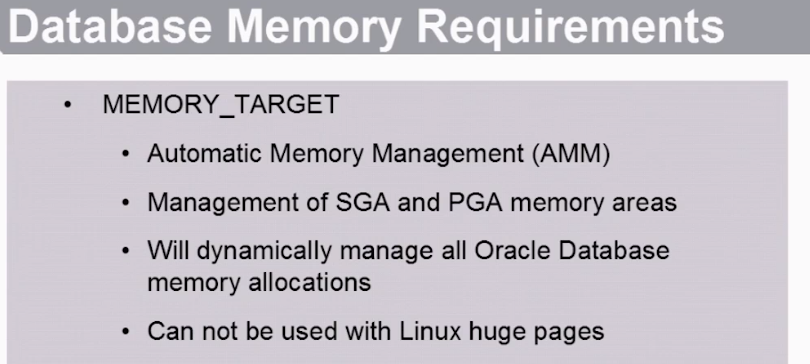 Database Memory Requirements
• MEMORY_TARGET
• Automatic Memory Management (AMM)
• Management of SGA and PGA memory areas
• Will dynamically manage all Oracle Database
memory allocations
• Can not be used with Linux huge pages